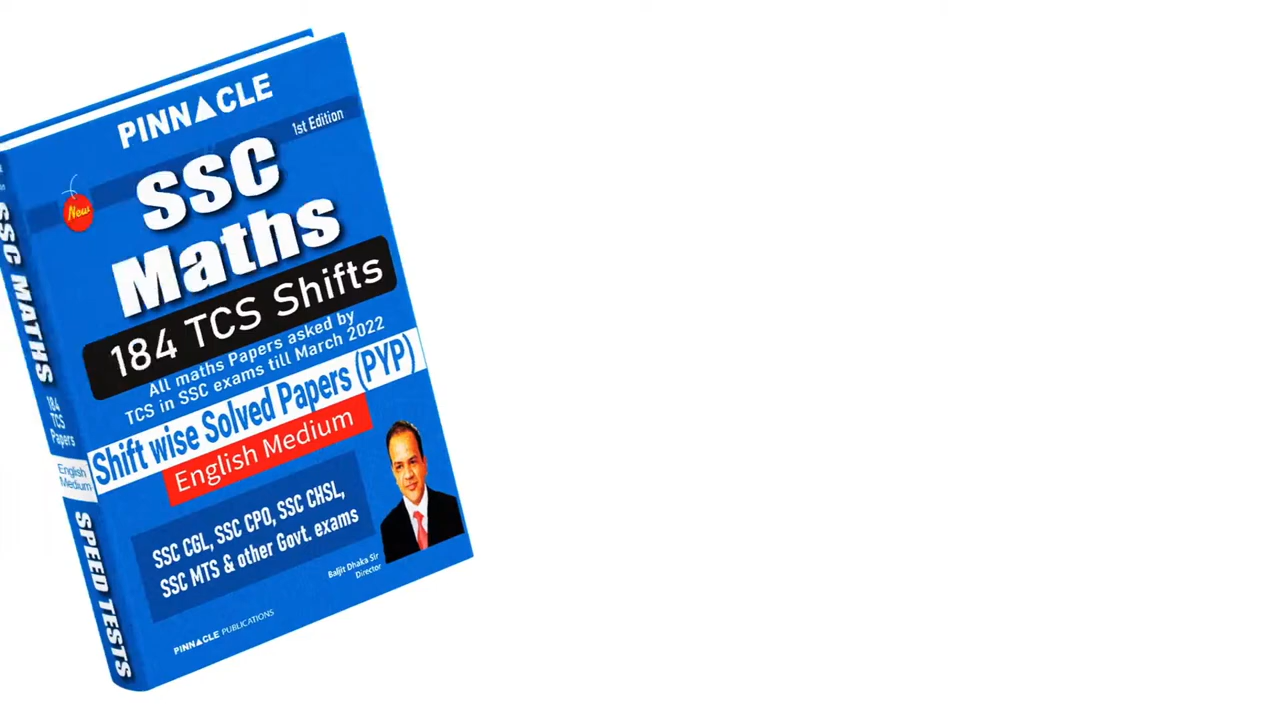 PINNACLE
1st Edition
New
SSC
Maths
184 TCS Shifts
All maths Papers asked by
TCS in SSC exams till March 2022
Shift wise Solved Papers (PYP)
English Medium
SSC CGL, SSC CPO, SSC CHSL,
SSC MTS & other Govt. exams
Baljit Dhaka Sir
Director
PINNACLE PUBLICATIONS
SSC MATHS
184
TCS
Papers
English
Medium
SPEED TESTS